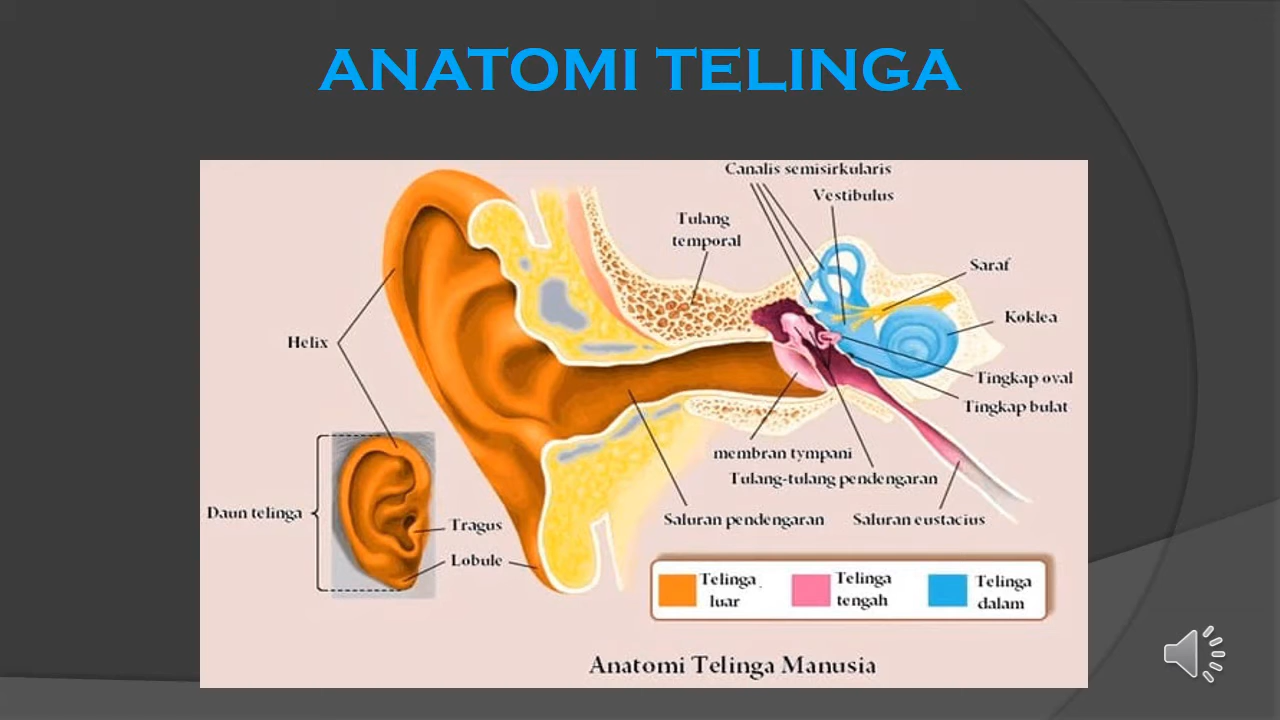 ANATOMI TELINGA
Canalis semisirkularis
Vestibulus
Tulang
temporal
Saraf
Koklea
Helix
Tingkap oval
Tingkap bulat
membran tympani
Tulang-tulang pendengaran
Daun telinga
Tragus
Saluran pendengaran
Saluran eustacius
Lobule
Telinga
luar
Telinga
tengah
Telinga
dalam
Anatomi Telinga Manusia